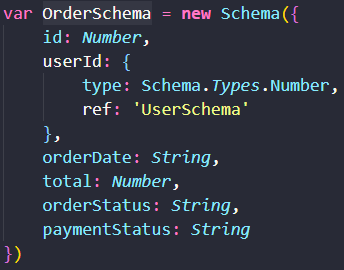 var OrderSchema = new Schema({
    id: Number,
    userId: {
        type: Schema.Types.Number,
        ref: 'UserSchema'
    },
    orderDate: String,
    total: Number,
    orderStatus: String,
    paymentStatus: String
})